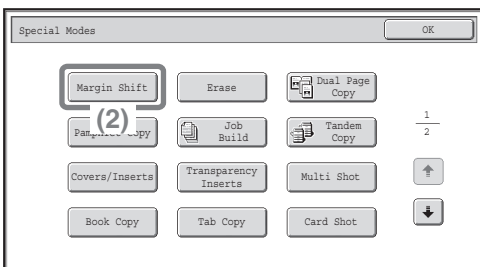 Special Modes
OK
Margin Shift
Erase
Dual Page
Copy
(2)
Pamphlet Copy
Job
Build
Tandem
Copy
1
2
Covers/Inserts
Transparency
Inserts
Multi Shot
Book Copy
Tab Copy
Card Shot